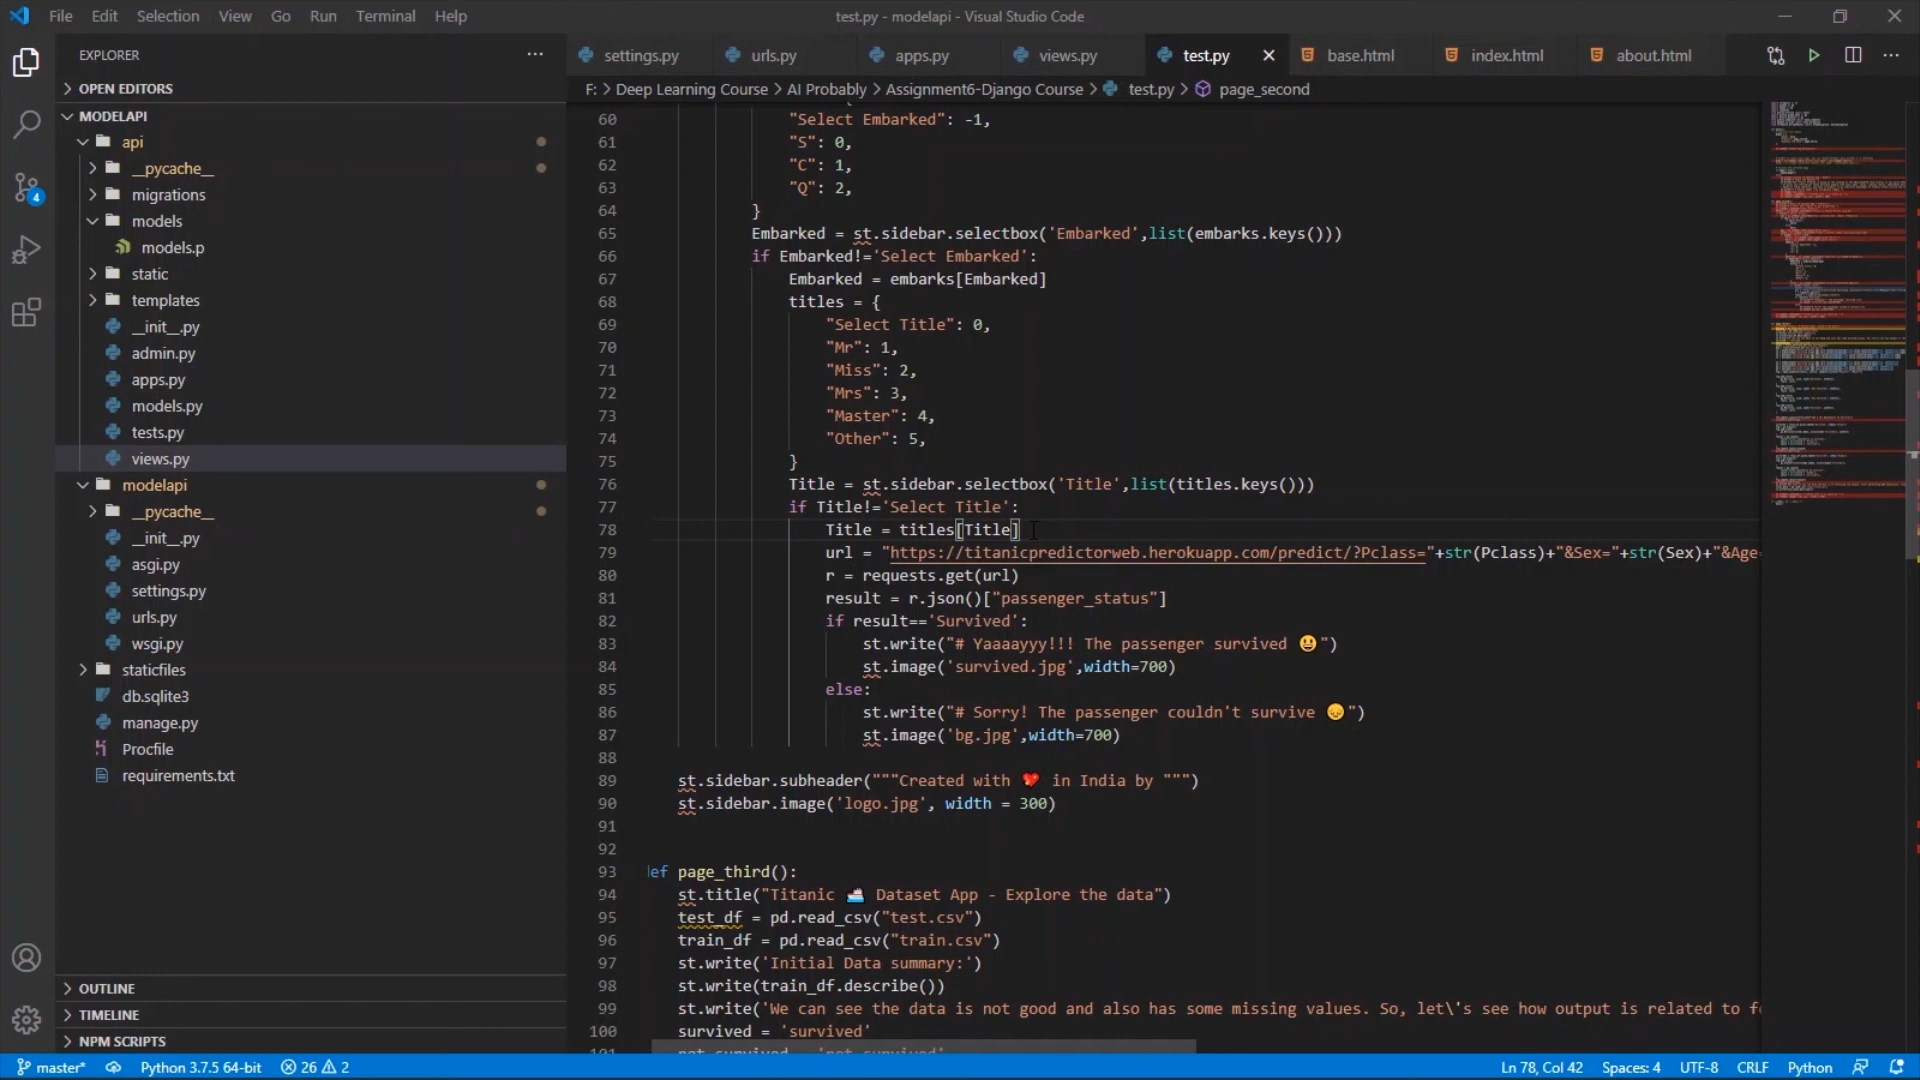 File Edit Selection View Go Run Terminal Help
test.py - modelapi - Visual Studio Code
EXPLORER
OPEN EDITORS
MODELAPI
api
__pycache__
migrations
models
models.p
static
templates
__init__.py
admin.py
apps.py
models.py
tests.py
views.py
modelapi
__pycache__
__init__.py
asgi.py
settings.py
urls.py
wsgi.py
staticfiles
db.sqlite3
manage.py
Procfile
requirements.txt
OUTLINE
TIMELINE
NPM SCRIPTS
4
settings.py urls.py apps.py views.py test.py base.html index.html about.html
F: > Deep Learning Course > AI Probably > Assignment6-Django Course > test.py > page_second
60 "Select Embarked": -1,
61 "S": 0,
62 "C": 1,
63 "Q": 2,
64 }
65 Embarked = st.sidebar.selectbox('Embarked',list(embarks.keys()))
66 if Embarked!='Select Embarked':
67 Embarked = embarks[Embarked]
68 titles = {
69 "Select Title": 0,
70 "Mr": 1,
71 "Miss": 2,
72 "Mrs": 3,
73 "Master": 4,
74 "Other": 5,
75 }
76 Title = st.sidebar.selectbox('Title',list(titles.keys()))
77 if Title!='Select Title':
78 Title = titles[Title]
79 url = "https://titanicpredictorweb.herokuapp.com/predict/?Pclass="+str(Pclass)+"&Sex="+str(Sex)+"&Age=
80 r = requests.get(url)
81 result = r.json()["passenger_status"]
82 if result=='Survived':
83 st.write("# Yaaaayyy!!! The passenger survived 😀")
84 st.image('survived.jpg',width=700)
85 else:
86 st.write("# Sorry! The passenger couldn't survive 😞")
87 st.image('bg.jpg',width=700)
88
89 st.sidebar.subheader("""Created with 💖 in India by """)
90 st.sidebar.image('logo.jpg', width = 300)
91
92
93 ef page_third():
94 st.title("Titanic 🚢 Dataset App - Explore the data")
95 test_df = pd.read_csv("test.csv")
96 train_df = pd.read_csv("train.csv")
97 st.write('Initial Data summary:')
98 st.write(train_df.describe())
99 st.write('We can see the data is not good and also has some missing values. So, let\'s see how output is related to f
100 survived = 'survived'
101 not_survived = 'not survived'
master* Python 3.7.5 64-bit 26 2 Ln 78, Col 42 Spaces: 4 UTF-8 CRLF Python